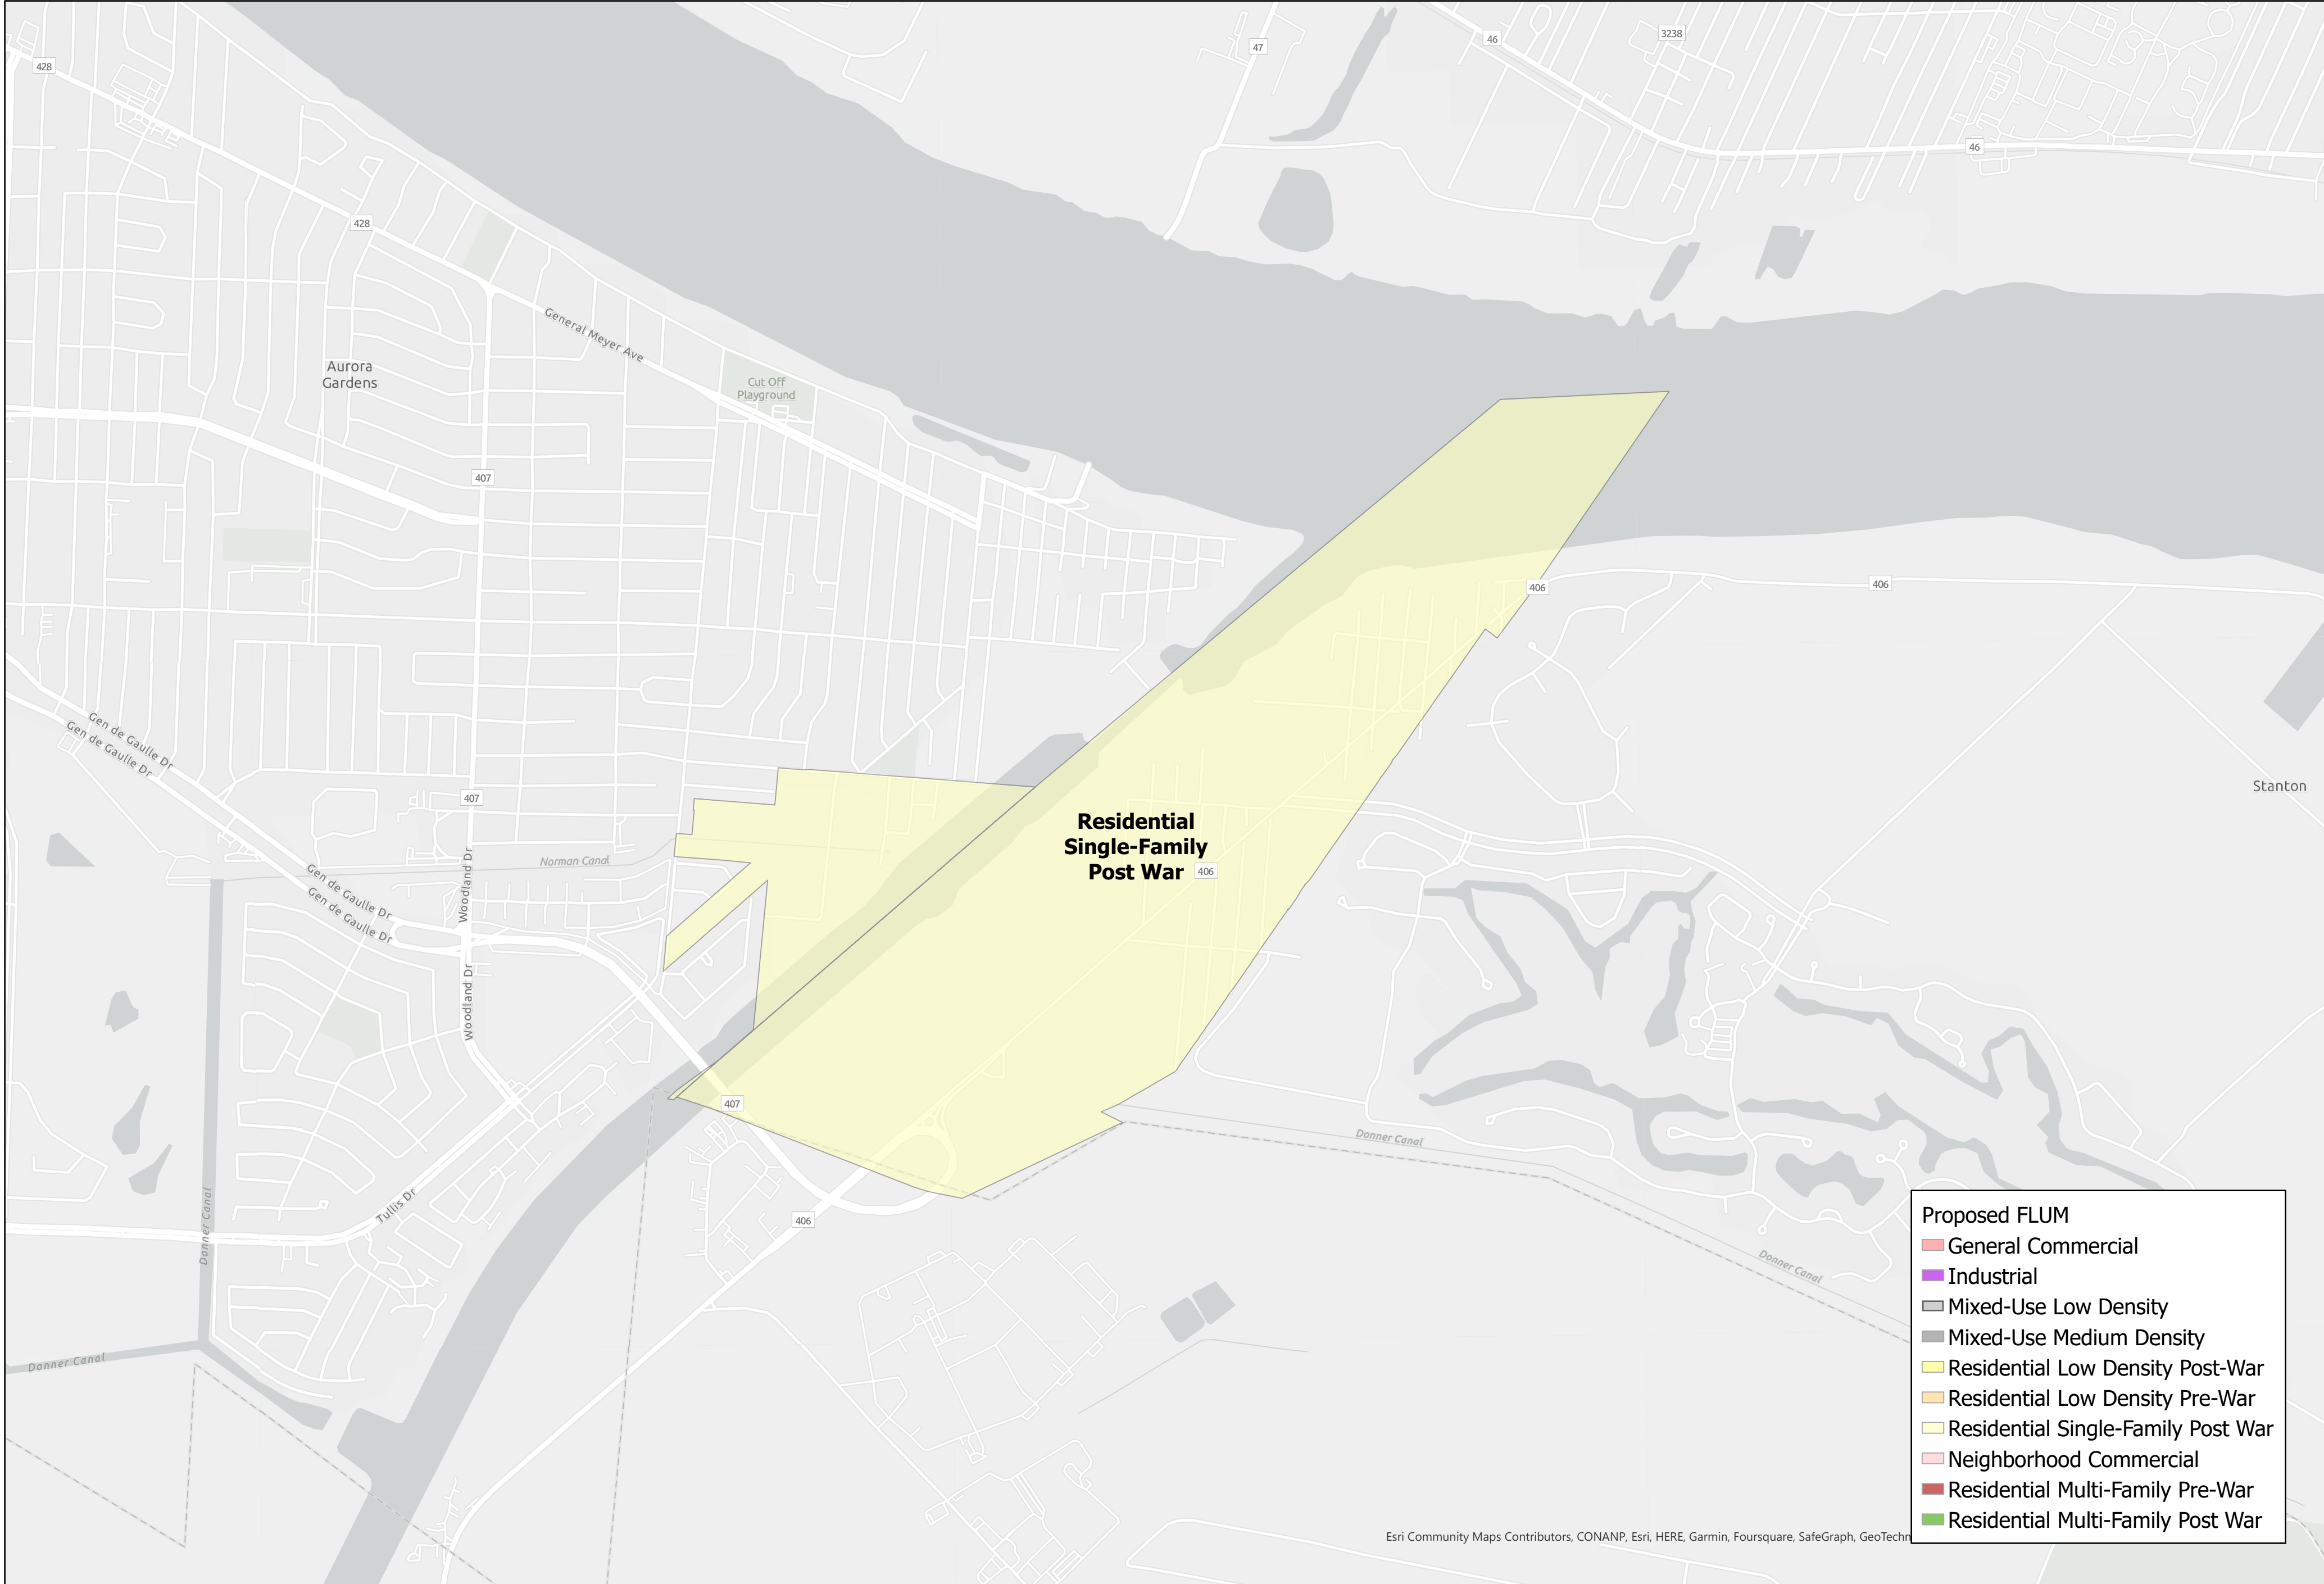 47
46
3238
428
46
428
General Meyer Ave
Aurora
Gardens
Cut Off
Playground
407
406
406
Gen de Gaulle Dr
Gen de Gaulle Dr
Stanton
407
Residential
Single-Family
Post War
406
Norman Canal
Woodland Dr
Gen de Gaulle Dr
Gen de Gaulle Dr
Woodland Dr
407
Donner Canal
Tullis Dr
406
Donner Canal
Donner Canal
Donner Canal
Proposed FLUM
General Commercial
Industrial
Mixed-Use Low Density
Mixed-Use Medium Density
Residential Low Density Post-War
Residential Low Density Pre-War
Residential Single-Family Post War
Neighborhood Commercial
Residential Multi-Family Pre-War
Residential Multi-Family Post War
Esri Community Maps Contributors, CONANP, Esri, HERE, Garmin, Foursquare, SafeGraph, GeoTechn